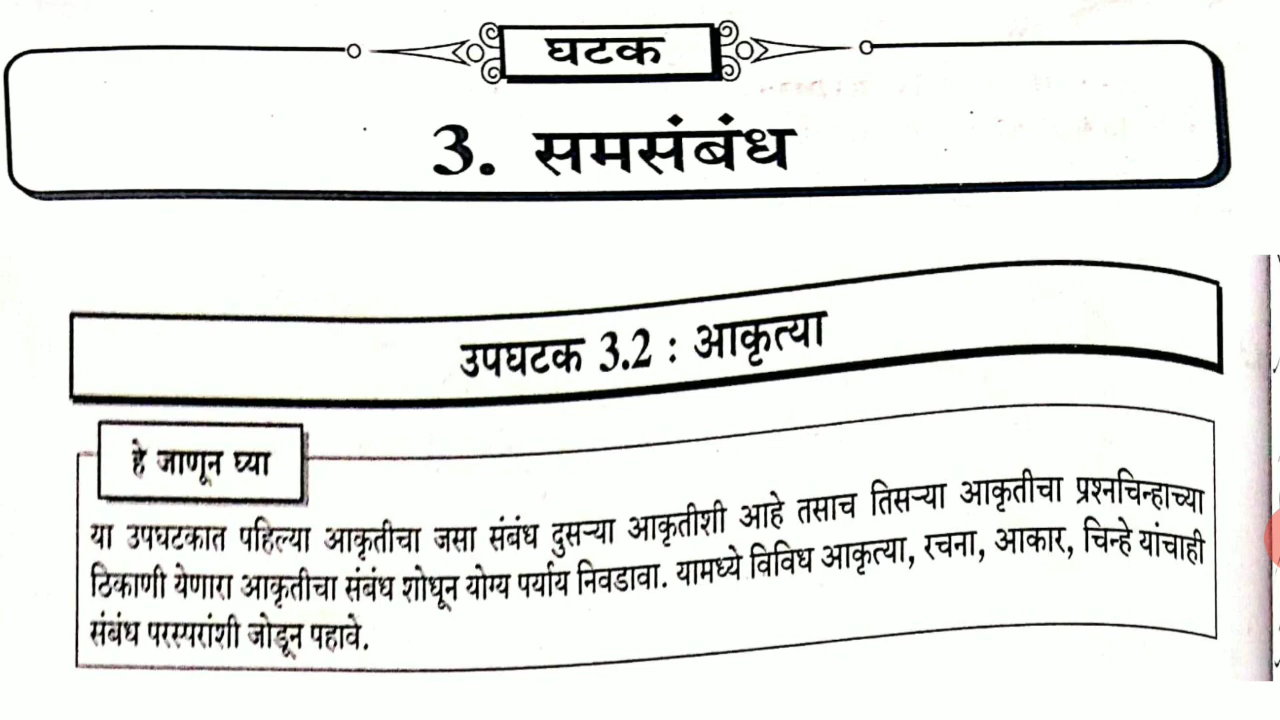 घटक
3. समसंबंध
उपघटक 3.2 : आकृत्या
हे जाणून घ्या
या उपघटकात पहिल्या आकृतीचा जसा संबंध दुसऱ्या आकृतीशी आहे तसाच तिसऱ्या आकृतीचा प्रश्नचिन्हाच्या
ठिकाणी येणारा आकृतीचा संबंध शोधून योग्य पर्याय निवडावा. यामध्ये विविध आकृत्या, रचना, आकार, चिन्हे यांचाही
संबंध परस्परांशी जोडून पहावे.